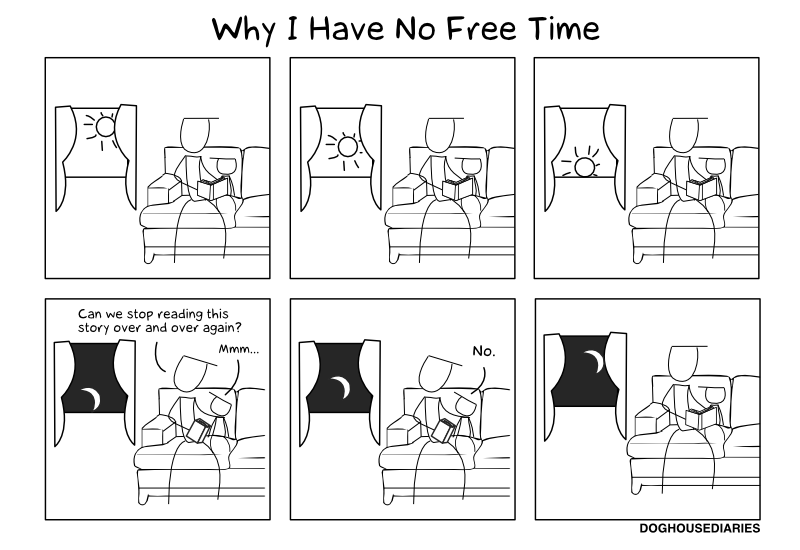 Why I Have No Free Time
Can we stop reading this
story over and over again?
Mmm...
No.
DOGHOUSEDIARIES